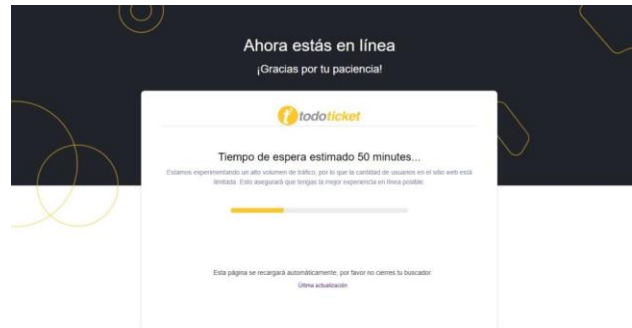 Ahora estás en línea
¡Gracias por tu paciencia!
todoticket
Tiempo de espera estimado 50 minutes...
Estamos experimentando un alto volumen de tráfico, por lo que la cantidad de usuarios en el sitio web está
limitada. Esto asegurará que tengas la mejor experiencia en línea posible.
Esta página se recargará automáticamente, por favor no cierres tu buscador.
Última actualización